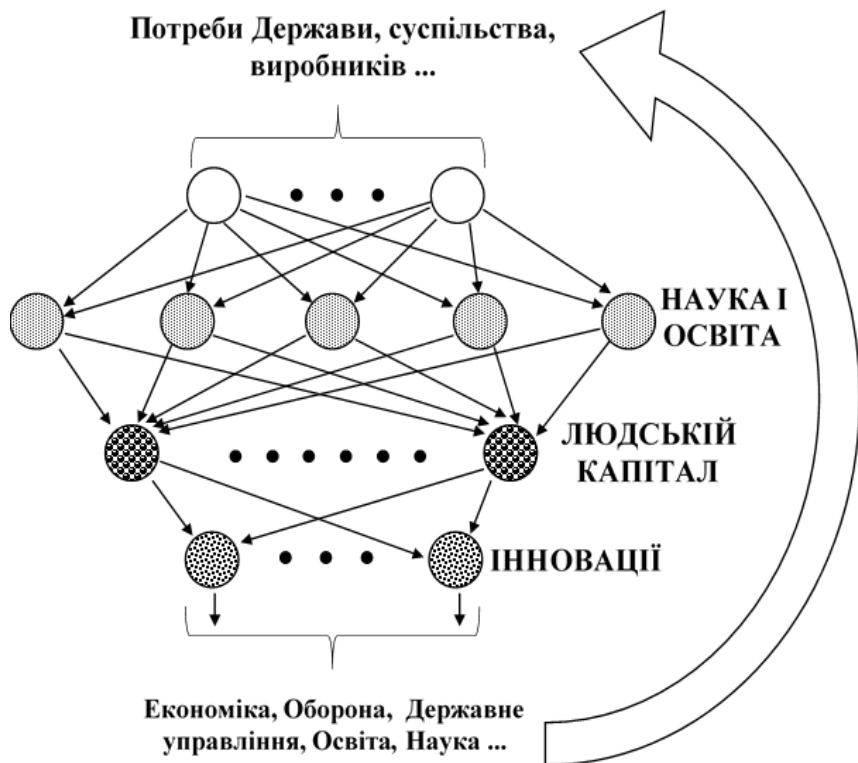 Потреби Держави, суспільства,
виробників ...
НАУКА І
ОСВІТА
ЛЮДСЬКІЙ
КАПІТАЛ
ІННОВАЦІЇ
Економіка, Оборона, Державне
управління, Освіта, Наука ...